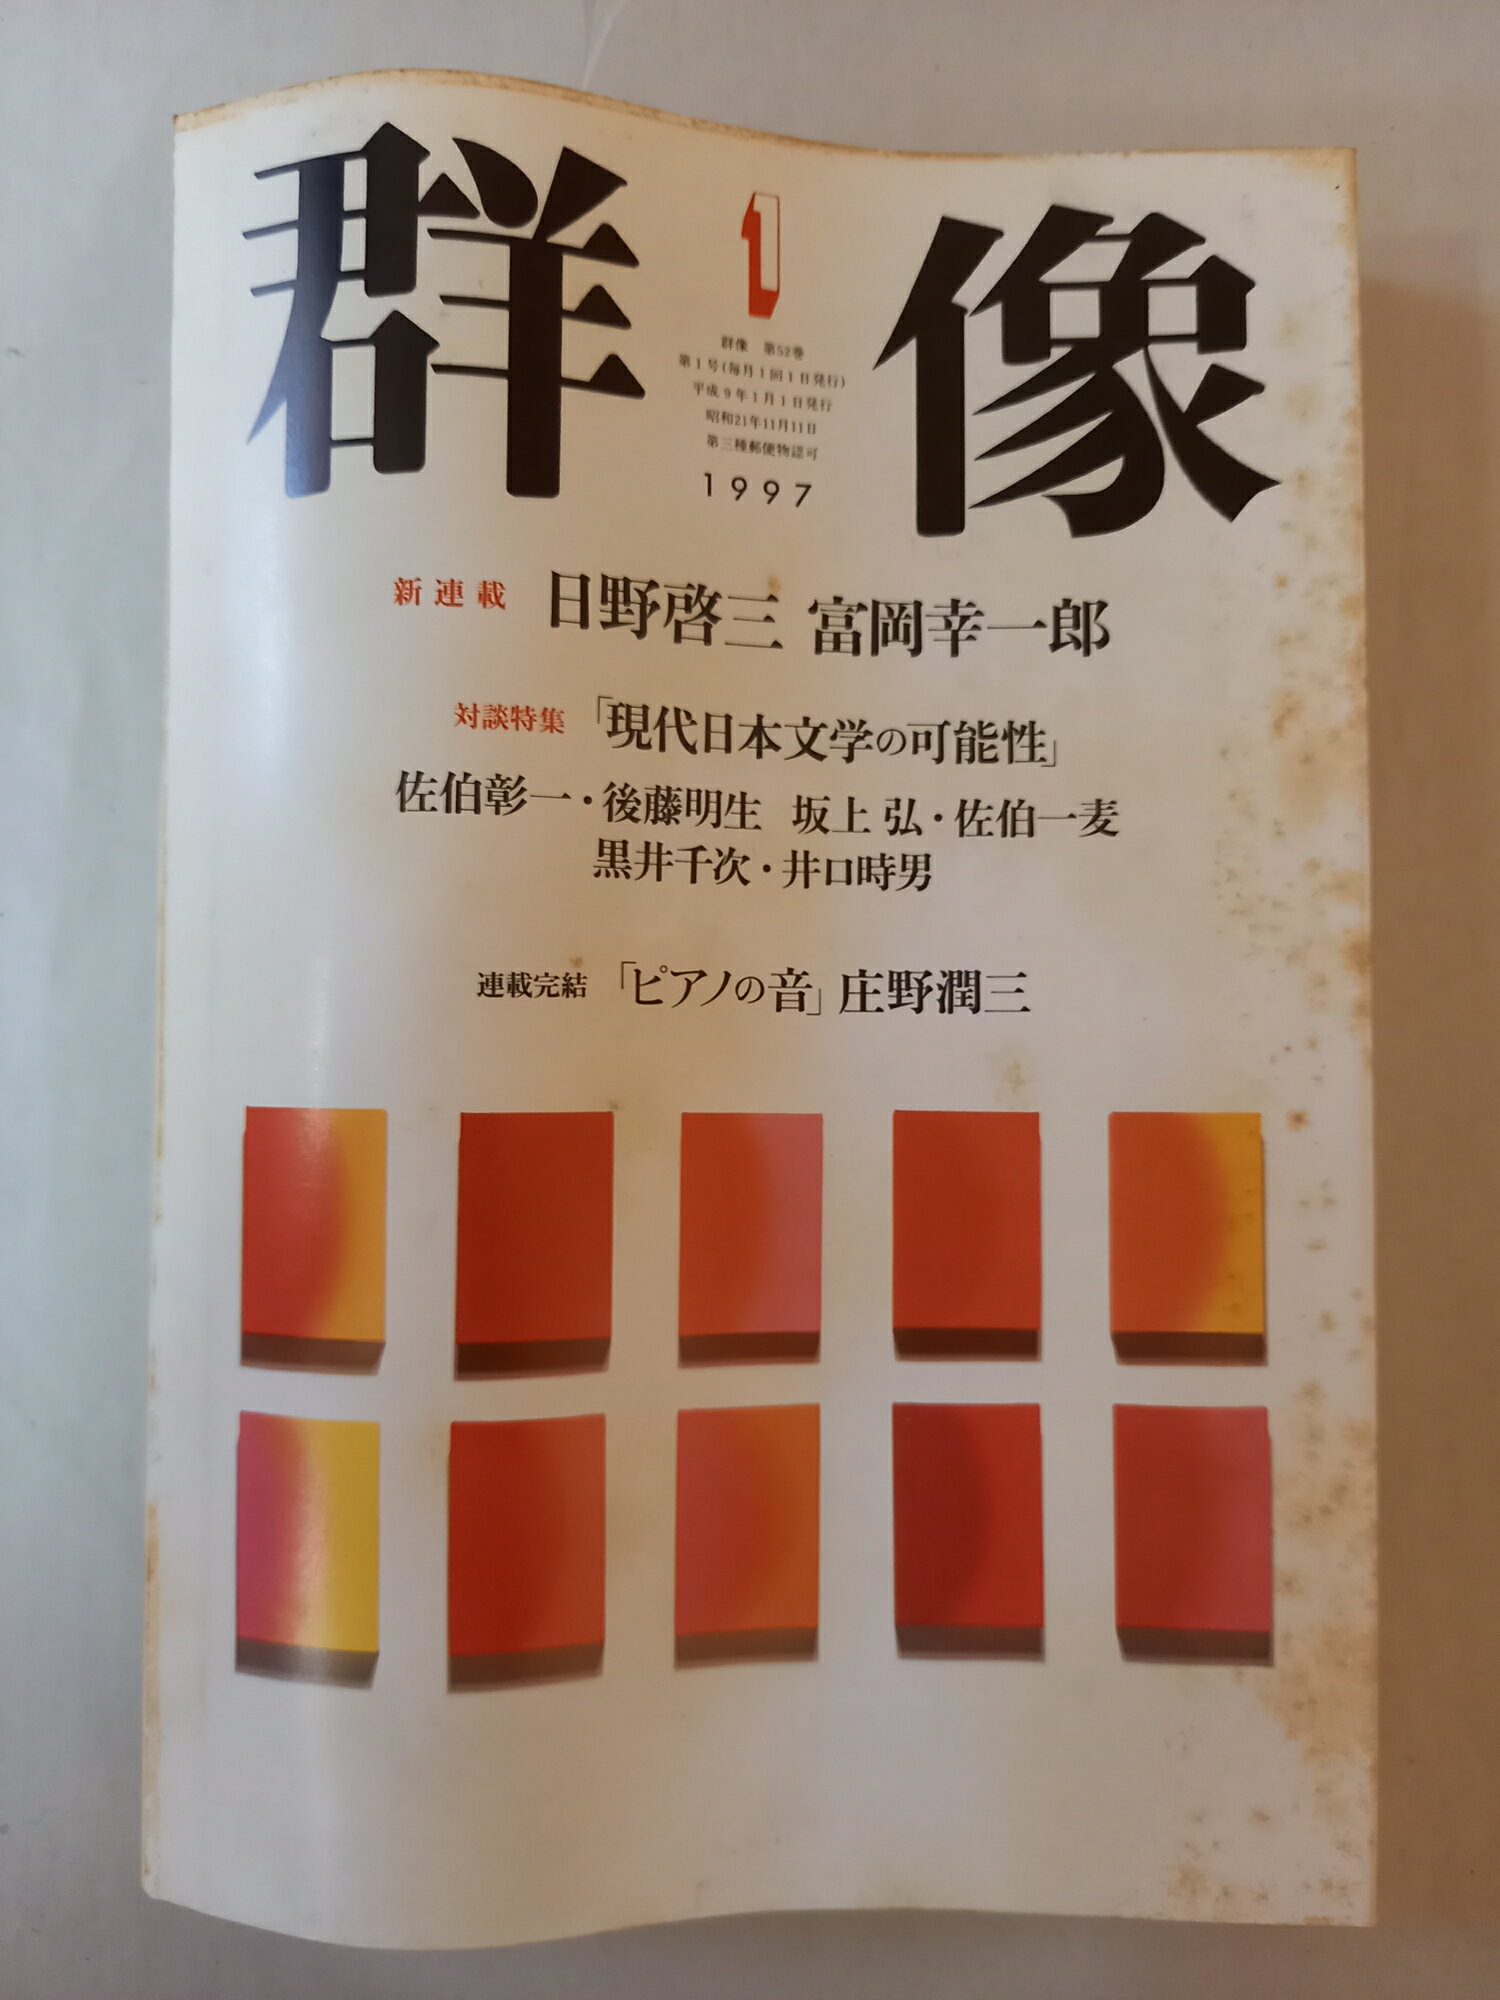 群像
1
群像 第52巻
第1号(毎月1回1日発行)
平成9年1月1日発行
昭和21年11月11日
第三種郵便物認可
1997
新連載 日野啓三 富岡幸一郎
対談特集 「現代日本文学の可能性」
佐伯彰一・後藤明生 坂上 弘・佐伯一麦
黒井千次・井口時男
連載完結 「ピアノの音」庄野潤三